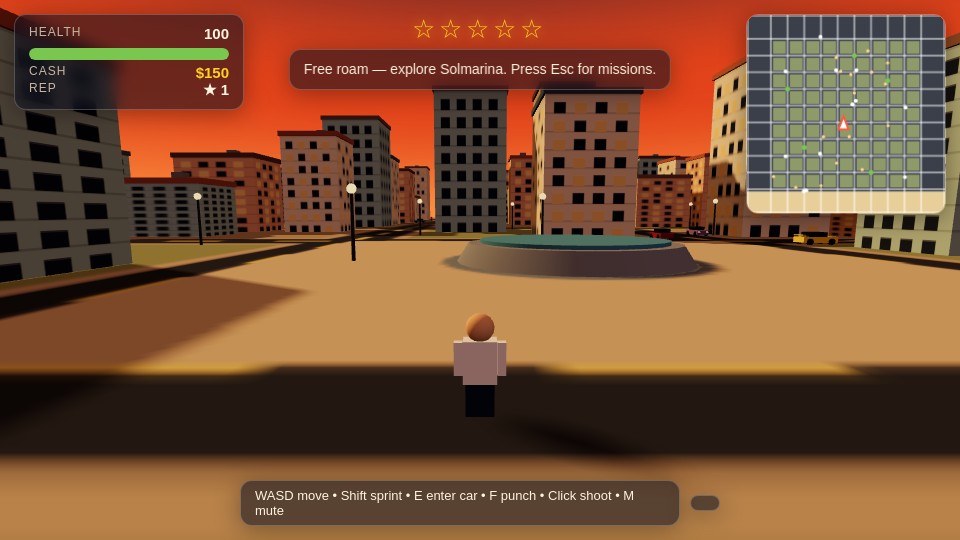 HEALTH 100
CASH $150
REP ★ 1
☆☆☆☆☆
Free roam — explore Solmarina. Press Esc for missions.
WASD move • Shift sprint • E enter car • F punch • Click shoot • M
mute